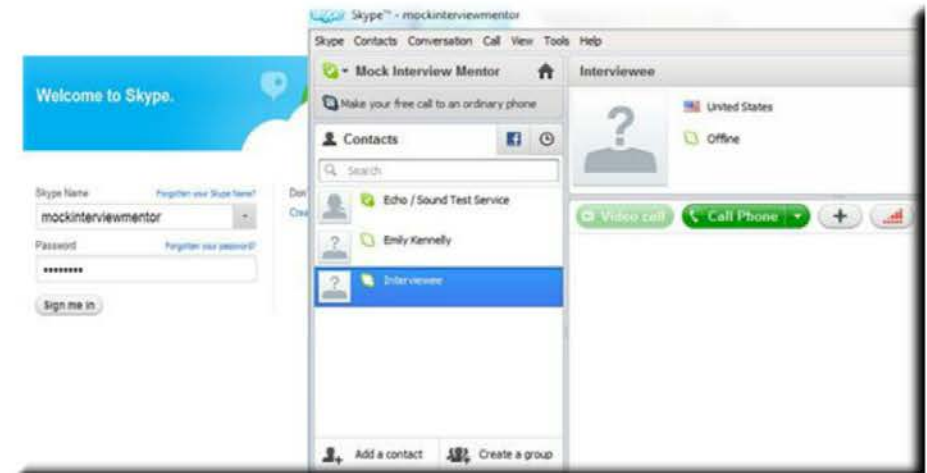 Welcome to Skype.
Skype Name
Forgotten your Skype Name?
mockinterviewmentor
Password
Forgotten your password?
••••••••
Sign me in
Don'
Crea
Skype™ - mockinterviewmentor
Skype Contacts Conversation Call View Tools Help
Mock Interview Mentor
Make your free call to an ordinary phone
Contacts
Search
Echo / Sound Test Service
Emily Kennelly
Interviewee
Add a contact
Create a group
Interviewee
United States
Offline
Video call
Call Phone